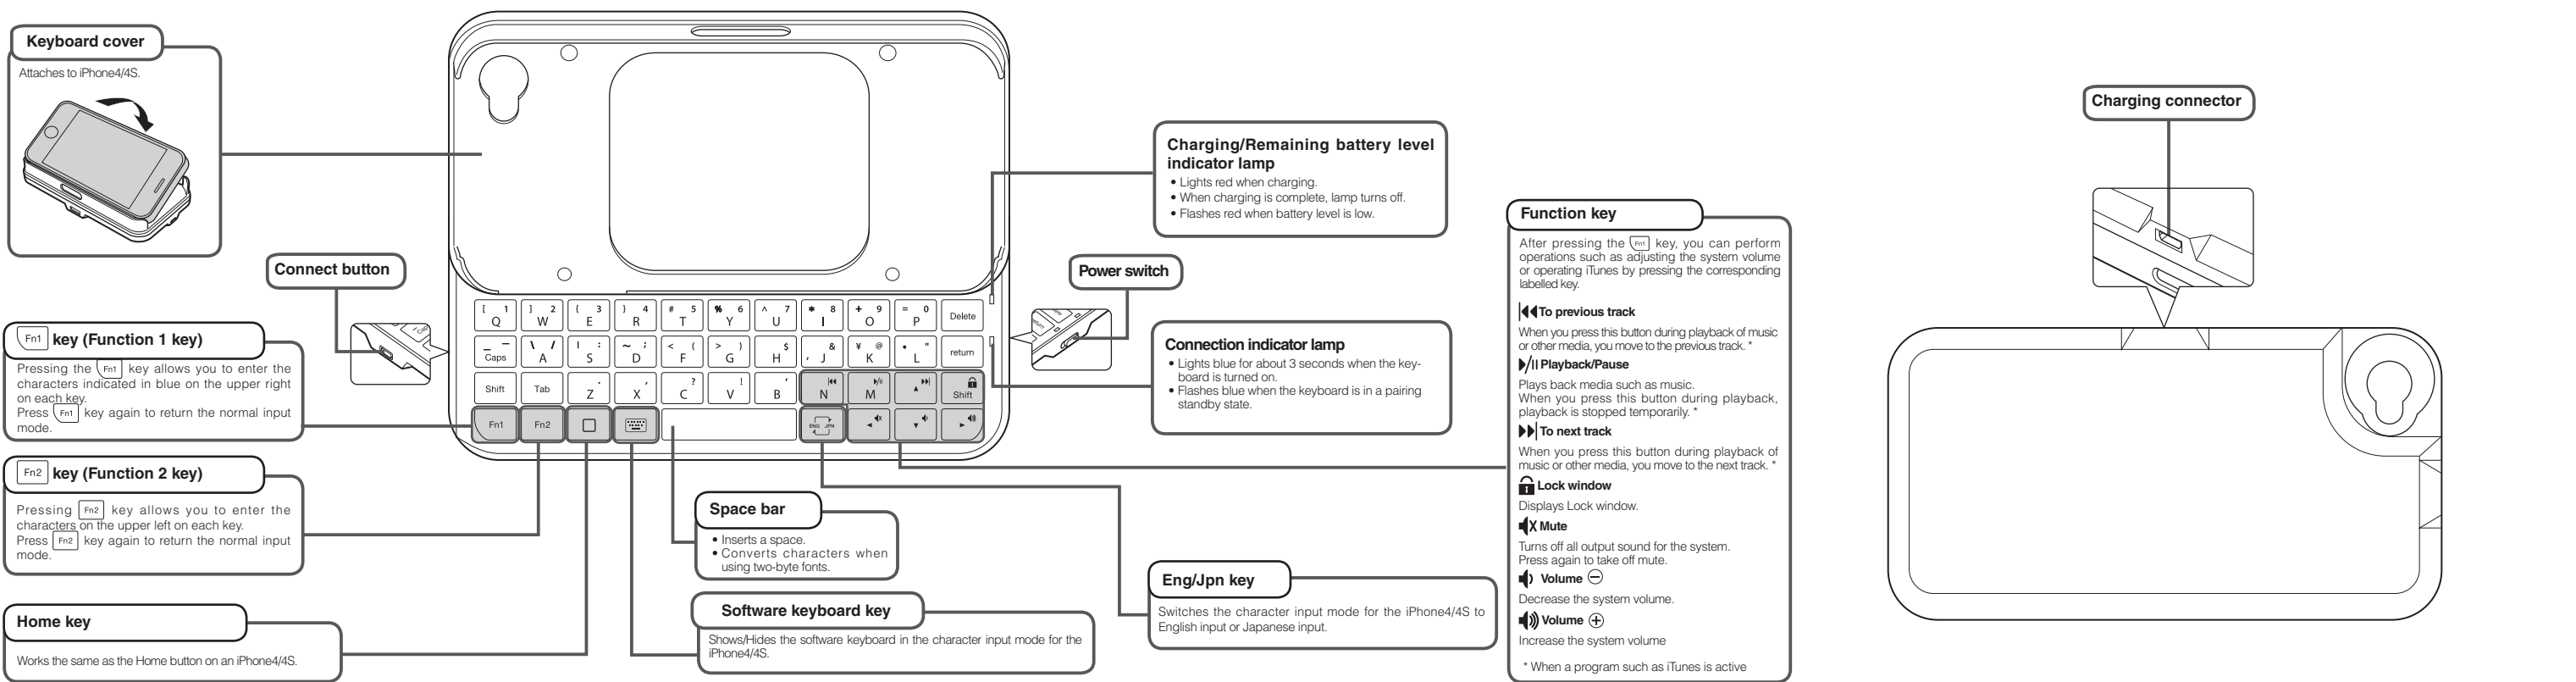 Keyboard cover
Attaches to iPhone4/4S.
Connect button
Fn1 key (Function 1 key)
Pressing the Fn1 key allows you to enter the
characters indicated in blue on the upper right
on each key.
Press Fn1 key again to return the normal input
mode.
Fn2 key (Function 2 key)
Pressing Fn2 key allows you to enter the
characters on the upper left on each key.
Press Fn2 key again to return the normal input
mode.
Home key
Works the same as the Home button on an iPhone4/4S.
[ 1 Q ] 2 W { 3 E } 4 R # 5 T % 6 Y ^ 7 U * 8 I + 9 O = 0 P Delete
_ – Caps \ / A | : S ~ ; D < ( F > ) G $ H , & J ¥ @ K • " L return
Shift Tab . Z , X ? C ! V ' B N M ▲ Shift
Fn1 Fn2 ENG JPN ◄ ▼ ►
Space bar
• Inserts a space.
• Converts characters when
using two-byte fonts.
Software keyboard key
Shows/Hides the software keyboard in the character input mode for the
iPhone4/4S.
Charging/Remaining battery level
indicator lamp
• Lights red when charging.
• When charging is complete, lamp turns off.
• Flashes red when battery level is low.
Power switch
Connection indicator lamp
• Lights blue for about 3 seconds when the key-
board is turned on.
• Flashes blue when the keyboard is in a pairing
standby state.
Eng/Jpn key
Switches the character input mode for the iPhone4/4S to
English input or Japanese input.
Function key
After pressing the Fn1 key, you can perform
operations such as adjusting the system volume
or operating iTunes by pressing the corresponding
labelled key.
To previous track
When you press this button during playback of music
or other media, you move to the previous track. *
Playback/Pause
Plays back media such as music.
When you press this button during playback,
playback is stopped temporarily. *
To next track
When you press this button during playback of
music or other media, you move to the next track. *
Lock window
Displays Lock window.
Mute
Turns off all output sound for the system.
Press again to take off mute.
Volume ⊖
Decrease the system volume.
Volume ⊕
Increase the system volume
* When a program such as iTunes is active
Charging connector